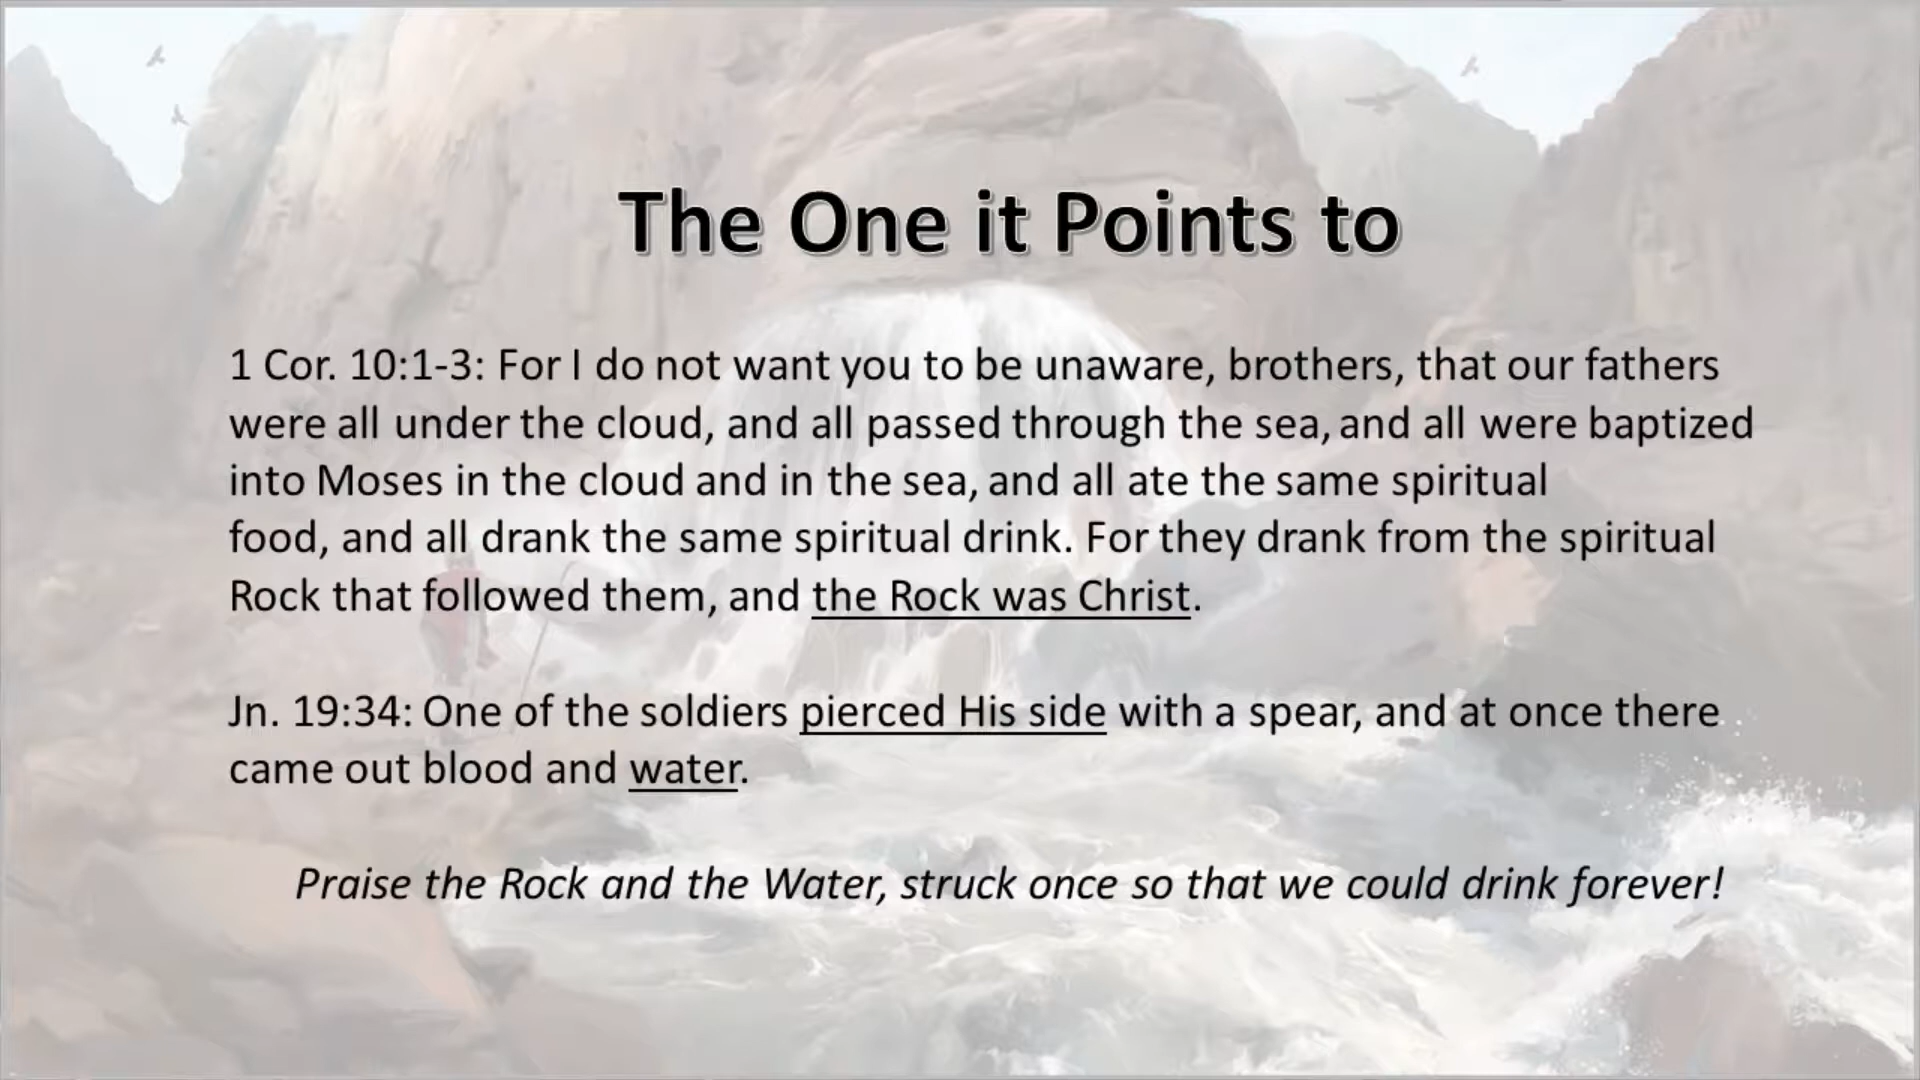 The One it Points to
1 Cor. 10:1-3: For I do not want you to be unaware, brothers, that our fathers
were all under the cloud, and all passed through the sea, and all were baptized
into Moses in the cloud and in the sea, and all ate the same spiritual
food, and all drank the same spiritual drink. For they drank from the spiritual
Rock that followed them, and the Rock was Christ.
Jn. 19:34: One of the soldiers pierced His side with a spear, and at once there
came out blood and water.
Praise the Rock and the Water, struck once so that we could drink forever!